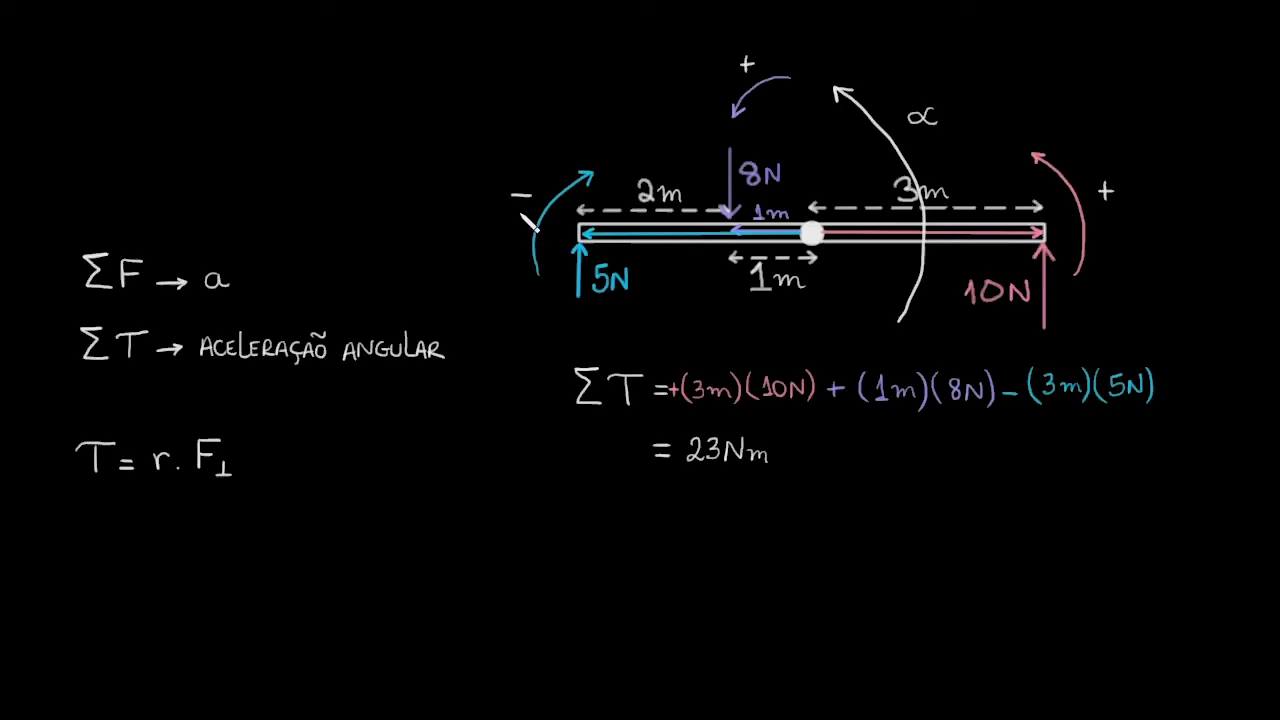 +
∝
8N
2m
3m
−
+
1m
5N
1m
10N
ΣF → a
ΣT → ACELERAÇÃO ANGULAR
ΣT =+(3m)(10N) + (1m)(8N) − (3m)(5N)
= 23Nm
T = r. F⊥